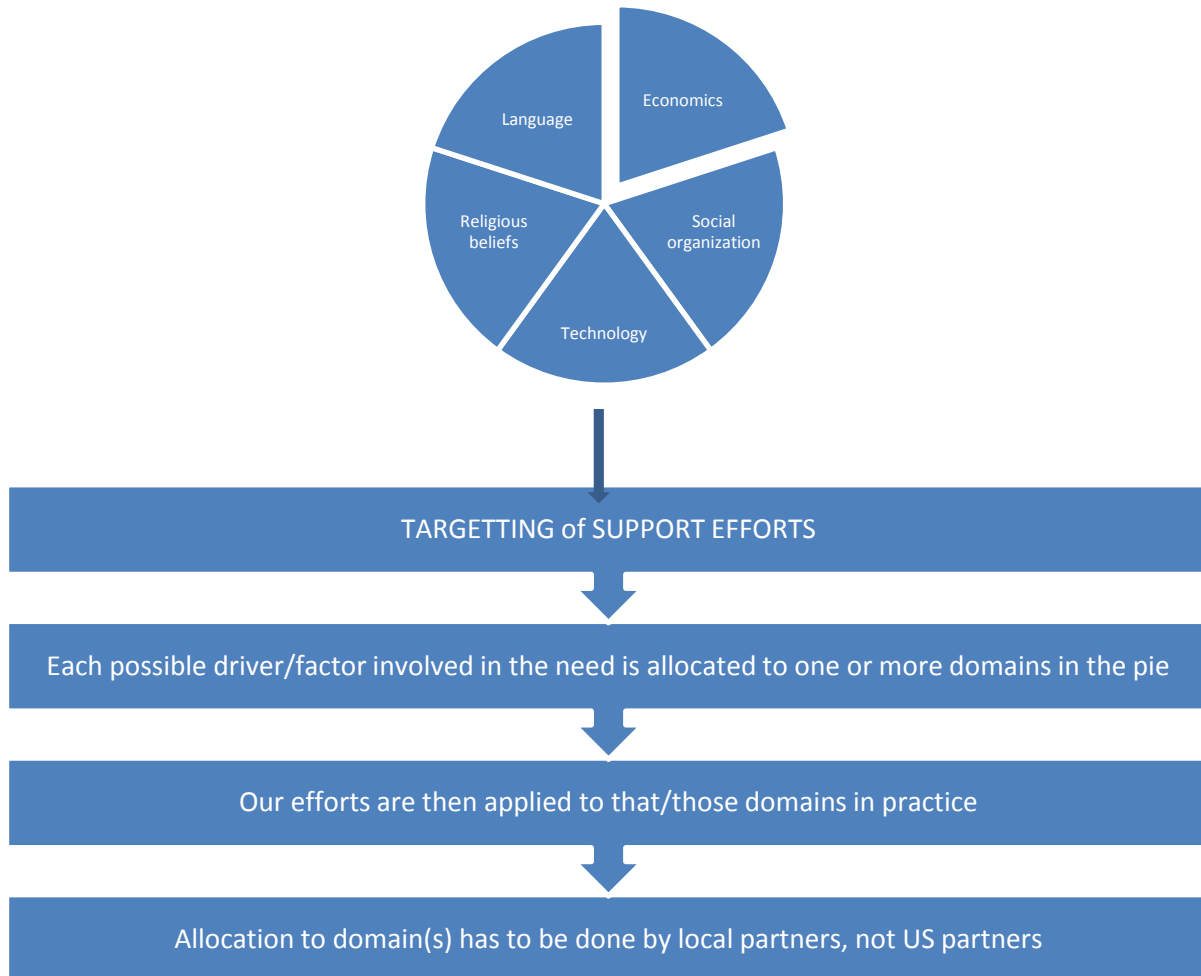 Economics
Language
Religious
beliefs
Social
organization
Technology
TARGETTING of SUPPORT EFFORTS
Each possible driver/factor involved in the need is allocated to one or more domains in the pie
Our efforts are then applied to that/those domains in practice
Allocation to domain(s) has to be done by local partners, not US partners